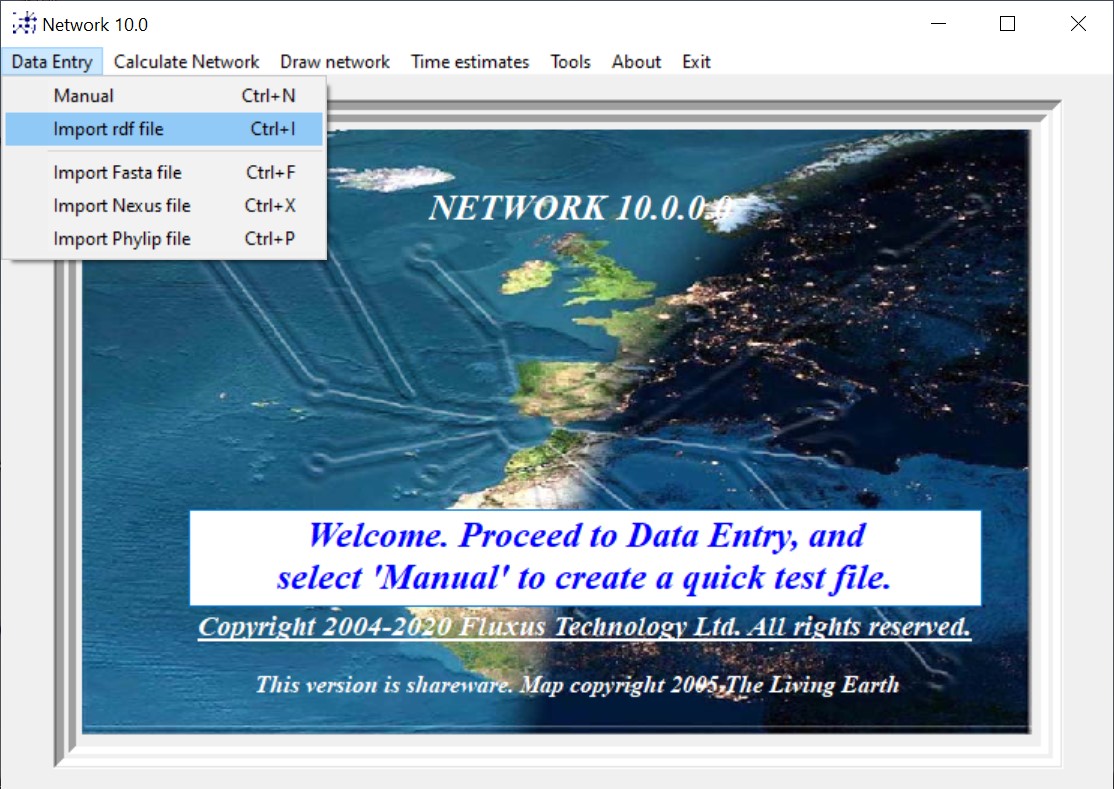 Network 10.0
Data Entry Calculate Network Draw network Time estimates Tools About Exit
Manual Ctrl+N
Import rdf file Ctrl+I
Import Fasta file Ctrl+F
Import Nexus file Ctrl+X
Import Phylip file Ctrl+P
NETWORK 10.0.0.0
Welcome. Proceed to Data Entry, and
select 'Manual' to create a quick test file.
Copyright 2004-2020 Fluxus Technology Ltd. All rights reserved.
This version is shareware. Map copyright 2005 The Living Earth